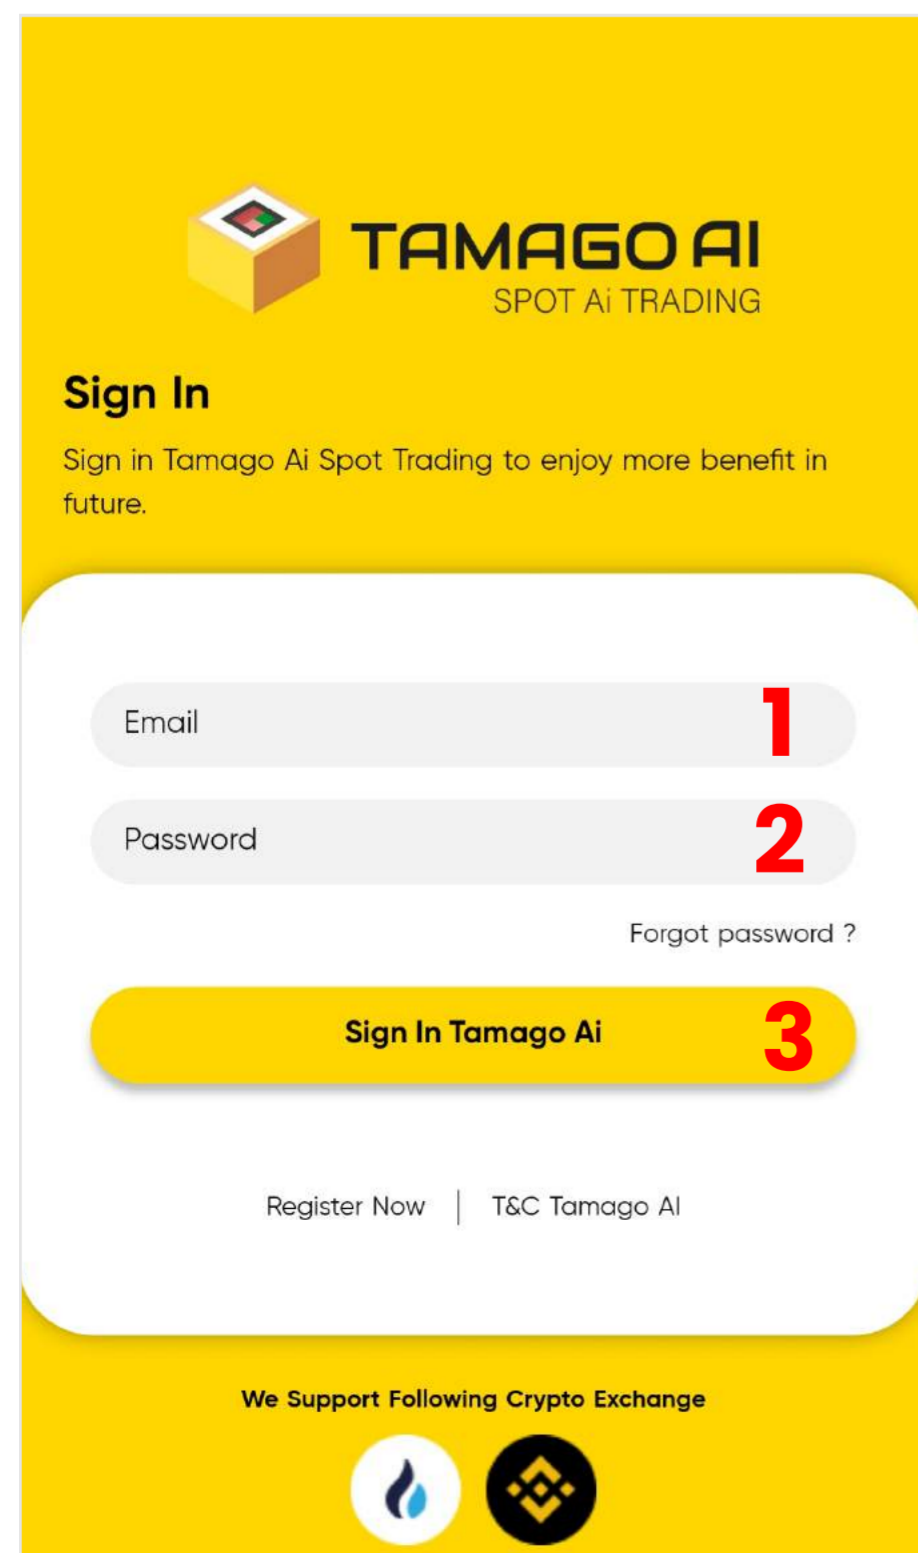 TAMAGO AI
SPOT Ai TRADING
Sign In
Sign in Tamago Ai Spot Trading to enjoy more benefit in
future.
Email 1
Password 2
Forgot password ?
Sign In Tamago Ai 3
Register Now | T&C Tamago AI
We Support Following Crypto Exchange